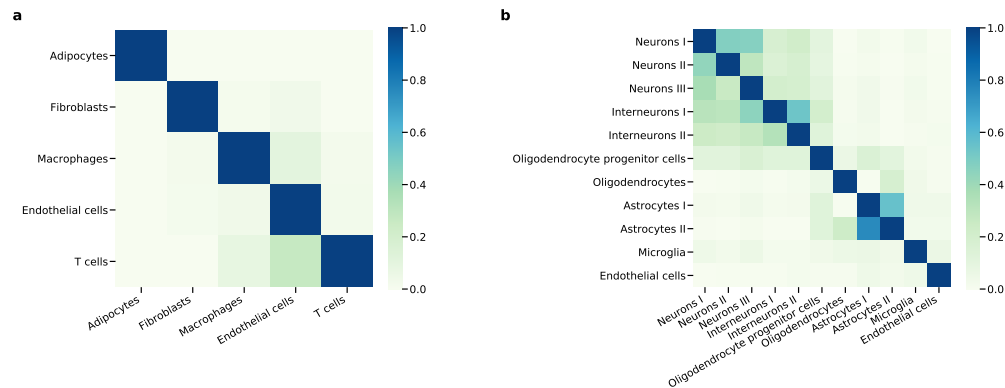 a
Adipocytes
Fibroblasts
Macrophages
Endothelial cells
T cells
Adipocytes
Fibroblasts
Macrophages
Endothelial cells
T cells
1.0
0.8
0.6
0.4
0.2
0.0
b
Neurons I
Neurons II
Neurons III
Interneurons I
Interneurons II
Oligodendrocyte progenitor cells
Oligodendrocytes
Astrocytes I
Astrocytes II
Microglia
Endothelial cells
Neurons I
Neurons II
Neurons III
Interneurons I
Interneurons II
Oligodendrocyte progenitor cells
Oligodendrocytes
Astrocytes I
Astrocytes II
Microglia
Endothelial cells
1.0
0.8
0.6
0.4
0.2
0.0